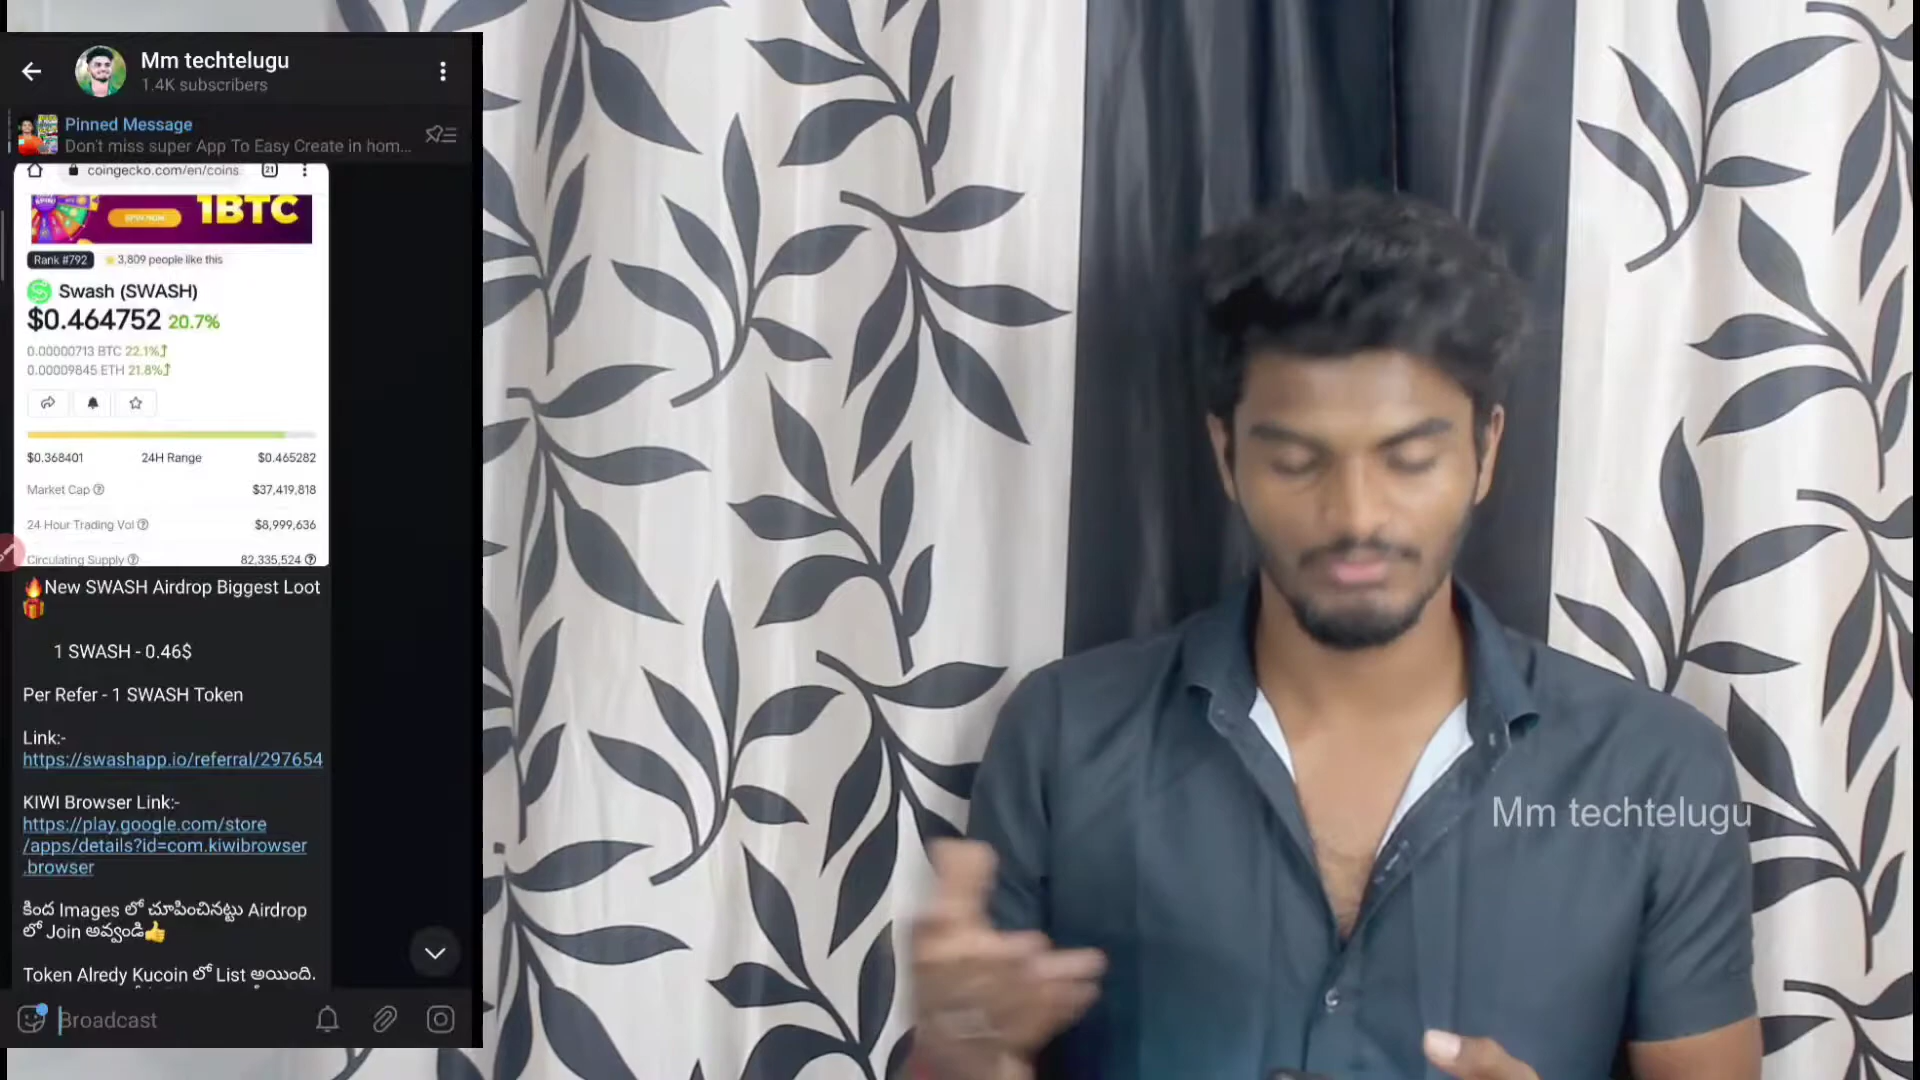 Mm techtelugu
1.4K subscribers
Pinned Message
Don't miss super App To Easy Create in hom...
coingecko.com/en/coins
21
SPIN NOW
1BTC
Rank #792
3,809 people like this
Swash (SWASH)
$0.464752 20.7%
0.00000713 BTC 22.1%
0.00009845 ETH 21.8%
$0.368401 24H Range $0.465282
Market Cap $37,419,818
24 Hour Trading Vol $8,999,636
Circulating Supply 82,335,524
🔥New SWASH Airdrop Biggest Loot
🎁
1 SWASH - 0.46$
Per Refer - 1 SWASH Token
Link:-
https://swashapp.io/referral/297654
KIWI Browser Link:-
https://play.google.com/store
/apps/details?id=com.kiwibrowser
.browser
కింద Images లో చూపించినట్టు Airdrop
లో Join అవ్వండి👍
Token Alredy Kucoin లో List అయింది.
Broadcast
Mm techtelugu